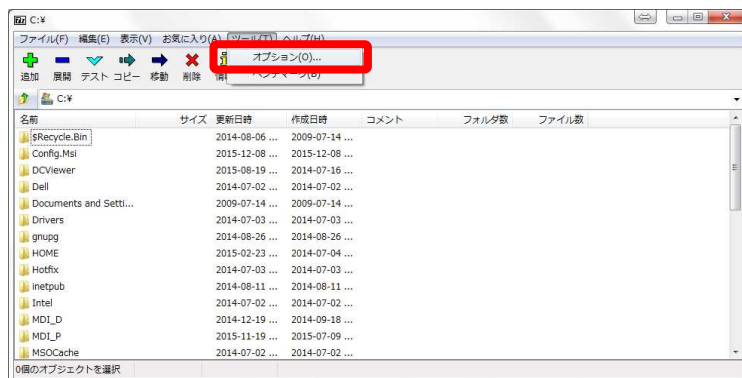 C:¥
ファイル(F) 編集(E) 表示(V) お気に入り(A) ツール(T) ヘルプ(H)
オプション(O)...
ベンチマーク(B)
追加 展開 テスト コピー 移動 削除 情報
C:¥
名前 サイズ 更新日時 作成日時 コメント フォルダ数 ファイル数
$Recycle.Bin 2014-08-06 ... 2009-07-14 ...
Config.Msi 2015-12-08 ... 2015-12-08 ...
DCViewer 2015-08-19 ... 2014-07-16 ...
Dell 2014-07-02 ... 2014-07-02 ...
Documents and Setti... 2009-07-14 ... 2009-07-14 ...
Drivers 2014-07-03 ... 2014-07-03 ...
gnupg 2014-08-26 ... 2014-08-26 ...
HOME 2015-02-23 ... 2014-07-04 ...
Hotfix 2014-07-03 ... 2014-07-03 ...
inetpub 2014-08-11 ... 2014-08-11 ...
Intel 2014-07-02 ... 2014-07-02 ...
MDI_D 2014-12-19 ... 2014-09-18 ...
MDI_P 2015-11-19 ... 2015-07-09 ...
MSOCache 2014-07-02 ... 2014-07-02 ...
0個のオブジェクトを選択